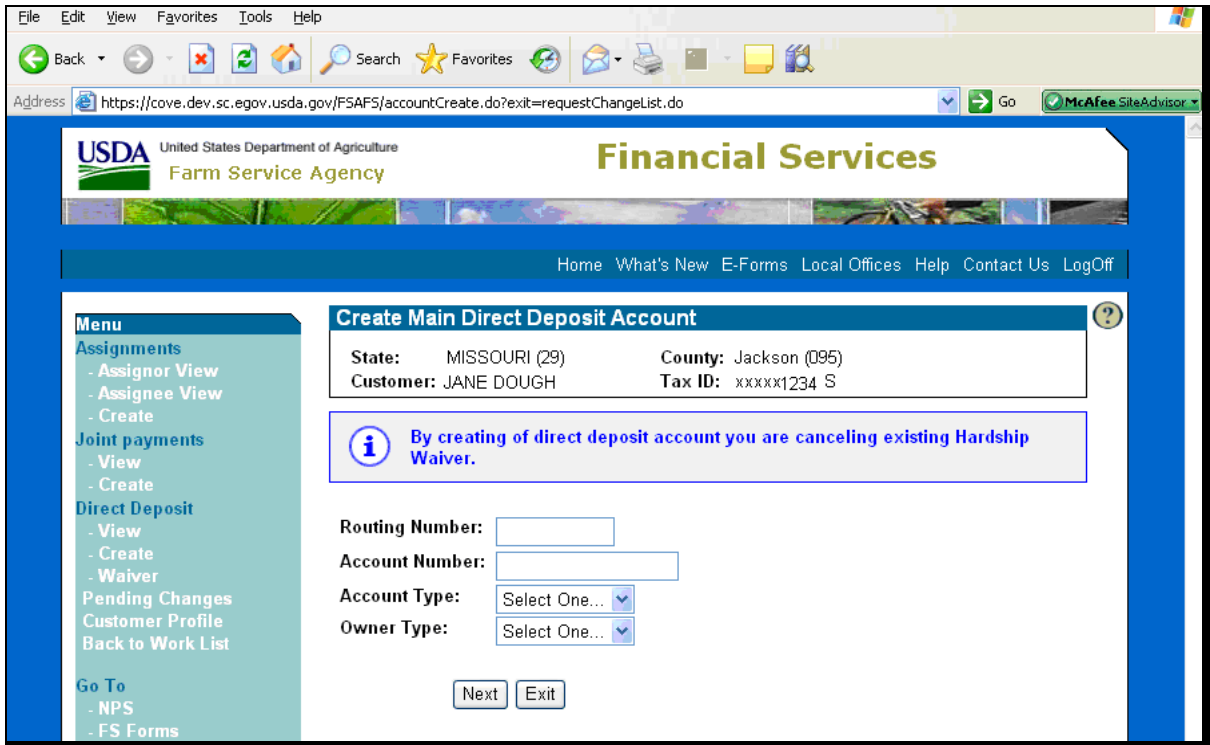 File Edit View Favorites Tools Help
Back Search Favorites
Address https://cove.dev.sc.egov.usda.gov/FSAFS/accountCreate.do?exit=requestChangeList.do Go McAfee SiteAdvisor
USDA United States Department of Agriculture
Farm Service Agency
Financial Services
Home What's New E-Forms Local Offices Help Contact Us LogOff
Menu
Assignments
- Assignor View
- Assignee View
- Create
Joint payments
- View
- Create
Direct Deposit
- View
- Create
- Waiver
Pending Changes
Customer Profile
Back to Work List
Go To
- NPS
- FS Forms
Create Main Direct Deposit Account ?
State: MISSOURI (29) County: Jackson (095)
Customer: JANE DOUGH Tax ID: xxxxx1234 S
i By creating of direct deposit account you are canceling existing Hardship
Waiver.
Routing Number:
Account Number:
Account Type: Select One...
Owner Type: Select One...
Next Exit